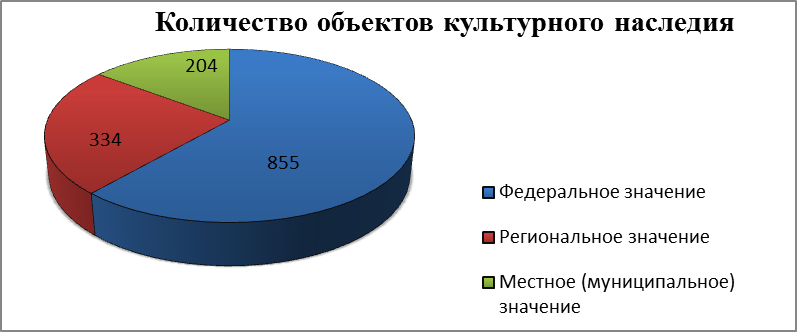 Количество объектов культурного наследия
204
334
855
Федеральное значение
Региональное значение
Местное (муниципальное)
значение